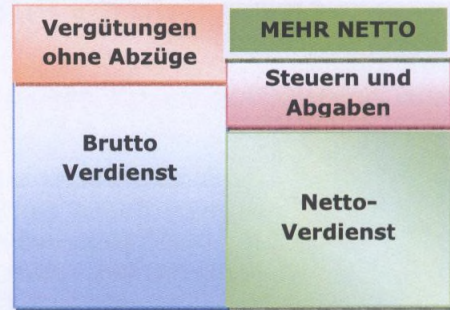 Vergütungen
ohne Abzüge
Brutto
Verdienst
MEHR NETTO
Steuern und
Abgaben
Netto-
Verdienst